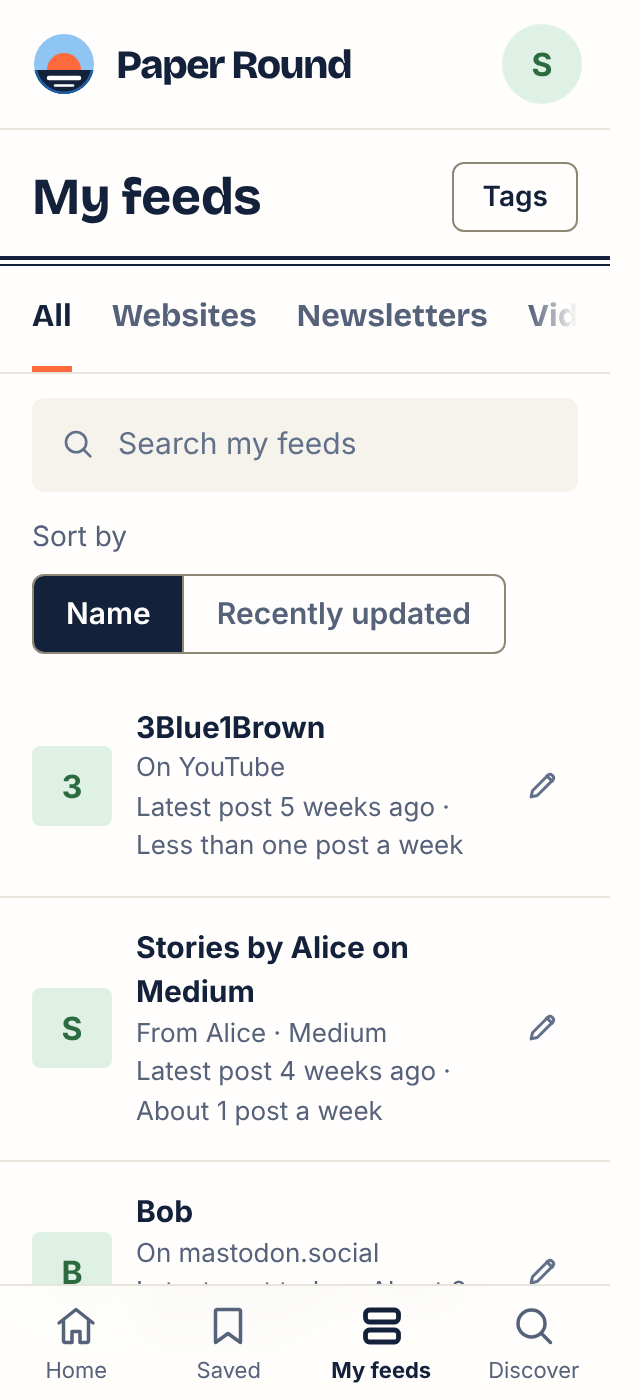 Paper Round
S
My feeds
Tags
All
Websites
Newsletters
Vid
Search my feeds
Sort by
Name
Recently updated
3
3Blue1Brown
On YouTube
Latest post 5 weeks ago ·
Less than one post a week
S
Stories by Alice on
Medium
From Alice · Medium
Latest post 4 weeks ago ·
About 1 post a week
B
Bob
On mastodon.social
Home
Saved
My feeds
Discover